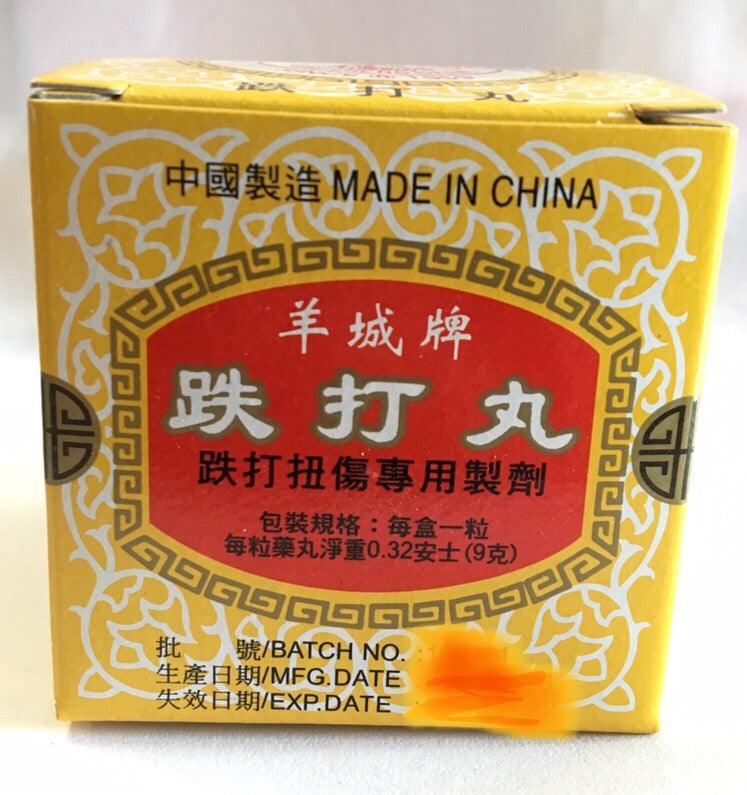 跌打丸
中國製造 MADE IN CHINA
羊城牌
跌打丸
跌打扭傷專用製劑
包裝規格：每盒一粒
每粒藥丸淨重0.32安士(9克)
批 號/BATCH NO.
生產日期/MFG.DATE
失效日期/EXP.DATE